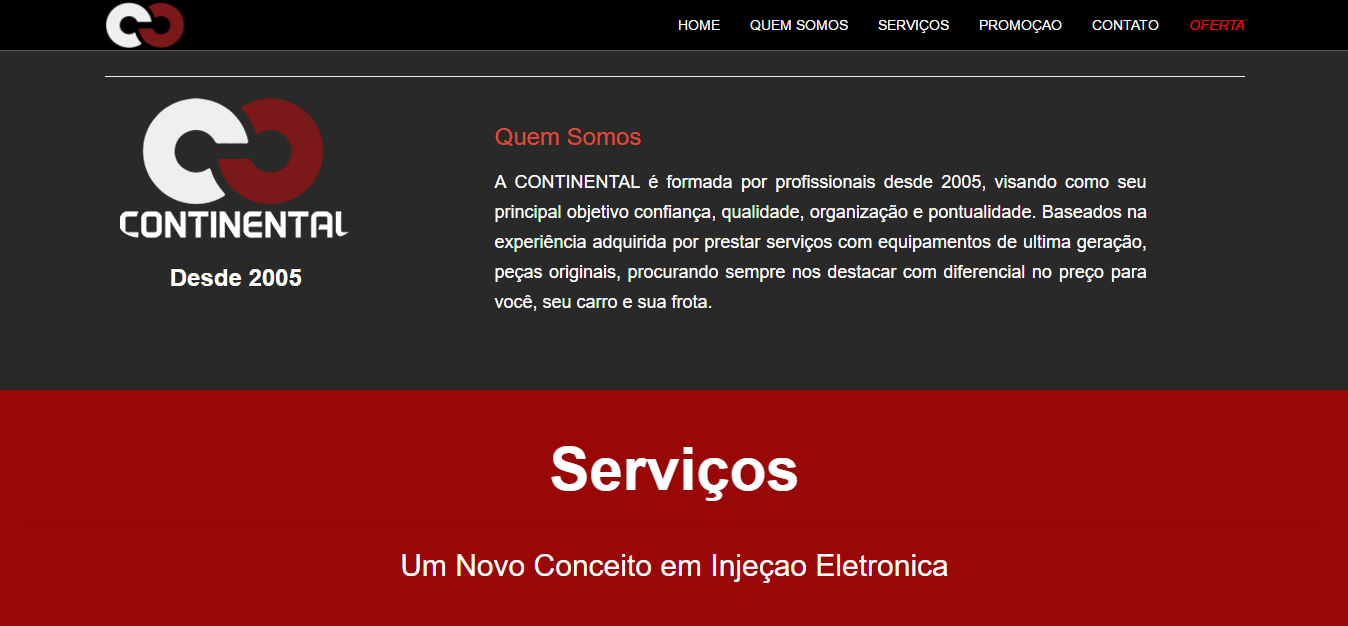 HOME QUEM SOMOS SERVIÇOS PROMOÇAO CONTATO OFERTA
CONTINENTAL
Desde 2005
Quem Somos
A CONTINENTAL é formada por profissionais desde 2005, visando como seu
principal objetivo confiança, qualidade, organização e pontualidade. Baseados na
experiência adquirida por prestar serviços com equipamentos de ultima geração,
peças originais, procurando sempre nos destacar com diferencial no preço para
você, seu carro e sua frota.
Serviços
Um Novo Conceito em Injeçao Eletronica